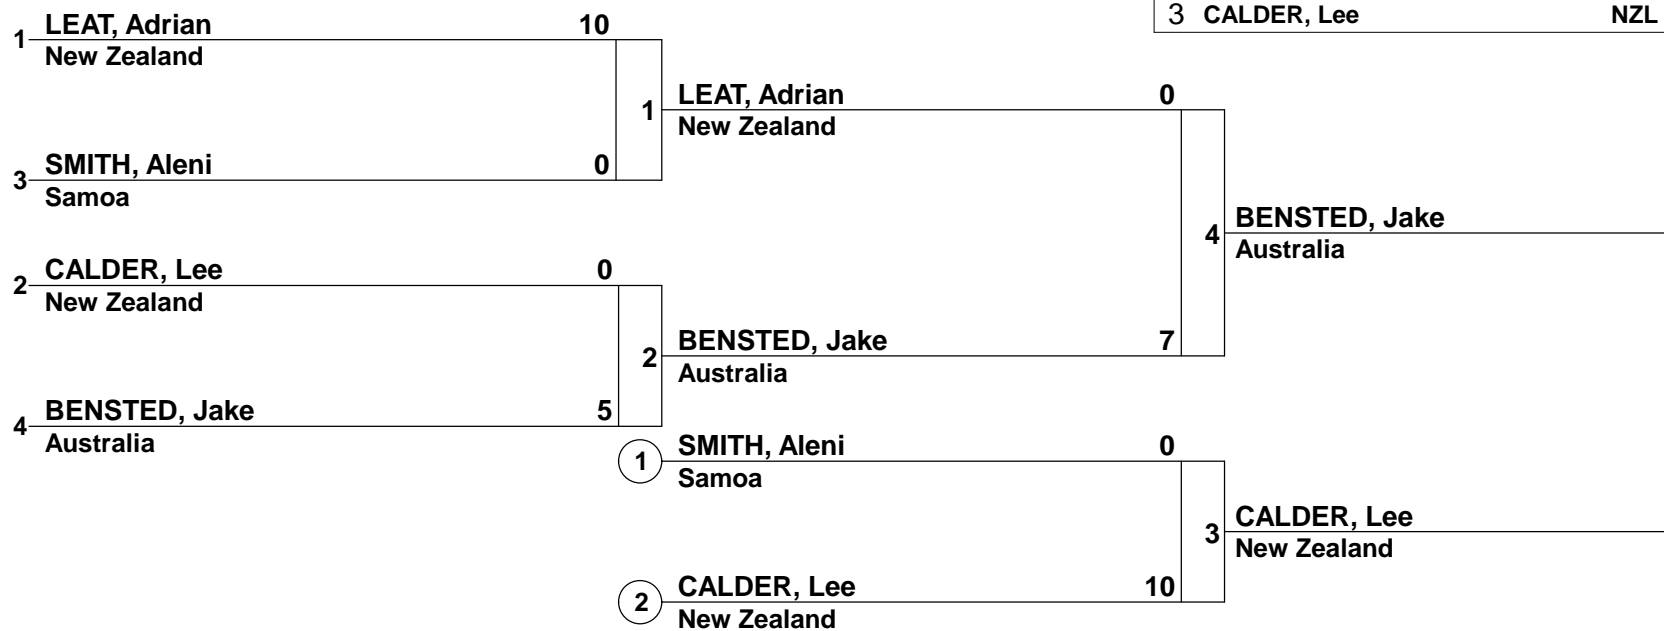 3 CALDER, Lee NZL
1 LEAT, Adrian 10
New Zealand
3 SMITH, Aleni 0
Samoa
2 CALDER, Lee 0
New Zealand
4 BENSTED, Jake 5
Australia
1 LEAT, Adrian 0
New Zealand
2 BENSTED, Jake 7
Australia
1 SMITH, Aleni 0
Samoa
2 CALDER, Lee 10
New Zealand
4 BENSTED, Jake
Australia
3 CALDER, Lee
New Zealand